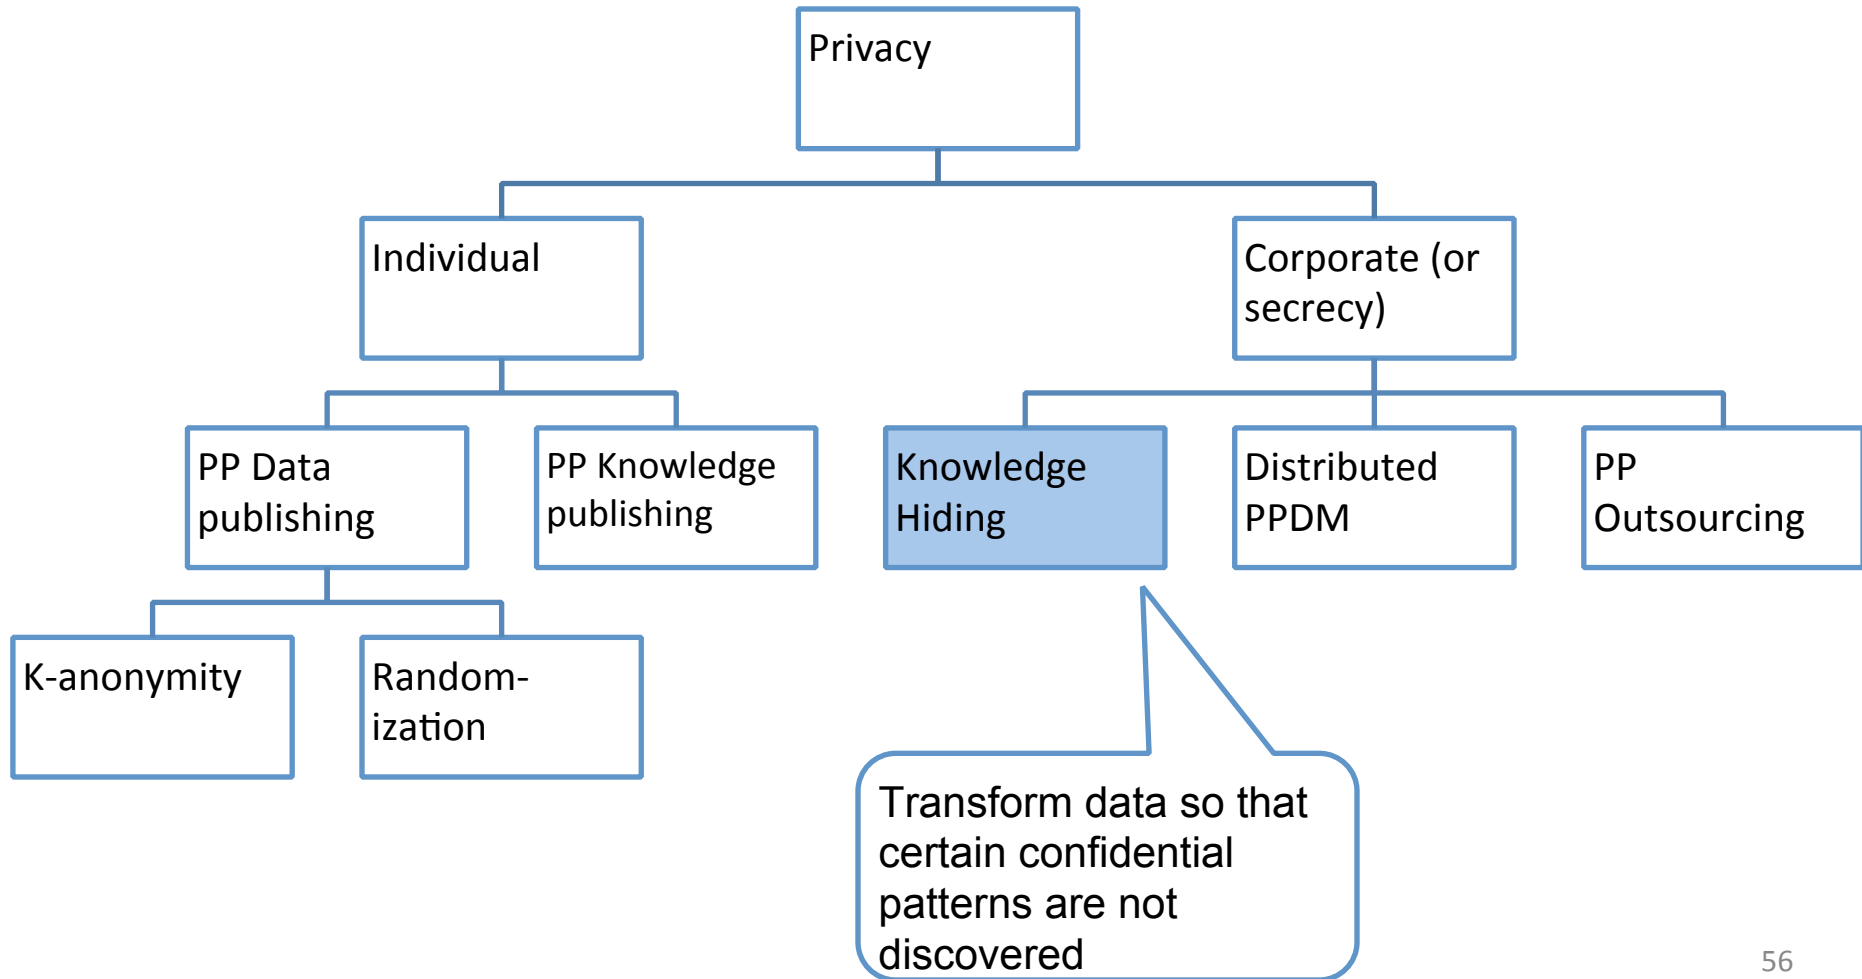 Privacy
Individual
Corporate (or
secrecy)
PP Data
publishing
PP Knowledge
publishing
Knowledge
Hiding
Distributed
PPDM
PP
Outsourcing
K-anonymity
Random-
ization
Transform data so that
certain confidential
patterns are not
discovered
56